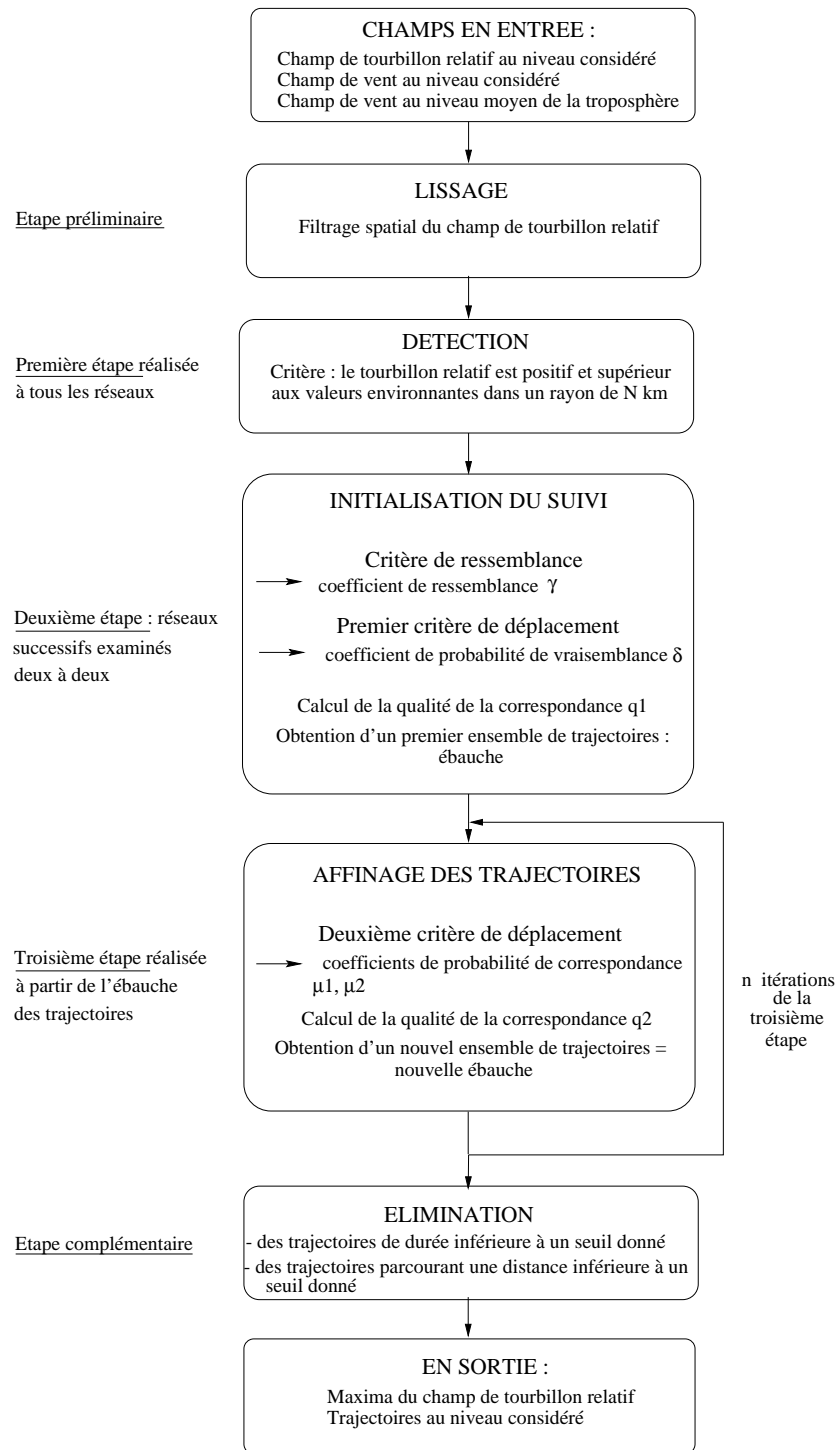 CHAMPS EN ENTREE :
Champ de tourbillon relatif au niveau considéré
Champ de vent au niveau considéré
Champ de vent au niveau moyen de la troposphère
Etape préliminaire
LISSAGE
Filtrage spatial du champ de tourbillon relatif
Première étape réalisée
à tous les réseaux
DETECTION
Critère : le tourbillon relatif est positif et supérieur
aux valeurs environnantes dans un rayon de N km
Deuxième étape : réseaux
successifs examinés
deux à deux
INITIALISATION DU SUIVI
Critère de ressemblance
coefficient de ressemblance γ
Premier critère de déplacement
coefficient de probabilité de vraisemblance δ
Calcul de la qualité de la correspondance q1
Obtention d'un premier ensemble de trajectoires :
ébauche
Troisième étape réalisée
à partir de l'ébauche
des trajectoires
AFFINAGE DES TRAJECTOIRES
Deuxième critère de déplacement
coefficients de probabilité de correspondance
μ1, μ2
Calcul de la qualité de la correspondance q2
Obtention d'un nouvel ensemble de trajectoires =
nouvelle ébauche
n itérations
de la
troisième
étape
Etape complémentaire
ELIMINATION
- des trajectoires de durée inférieure à un seuil donné
- des trajectoires parcourant une distance inférieure à un
seuil donné
EN SORTIE :
Maxima du champ de tourbillon relatif
Trajectoires au niveau considéré